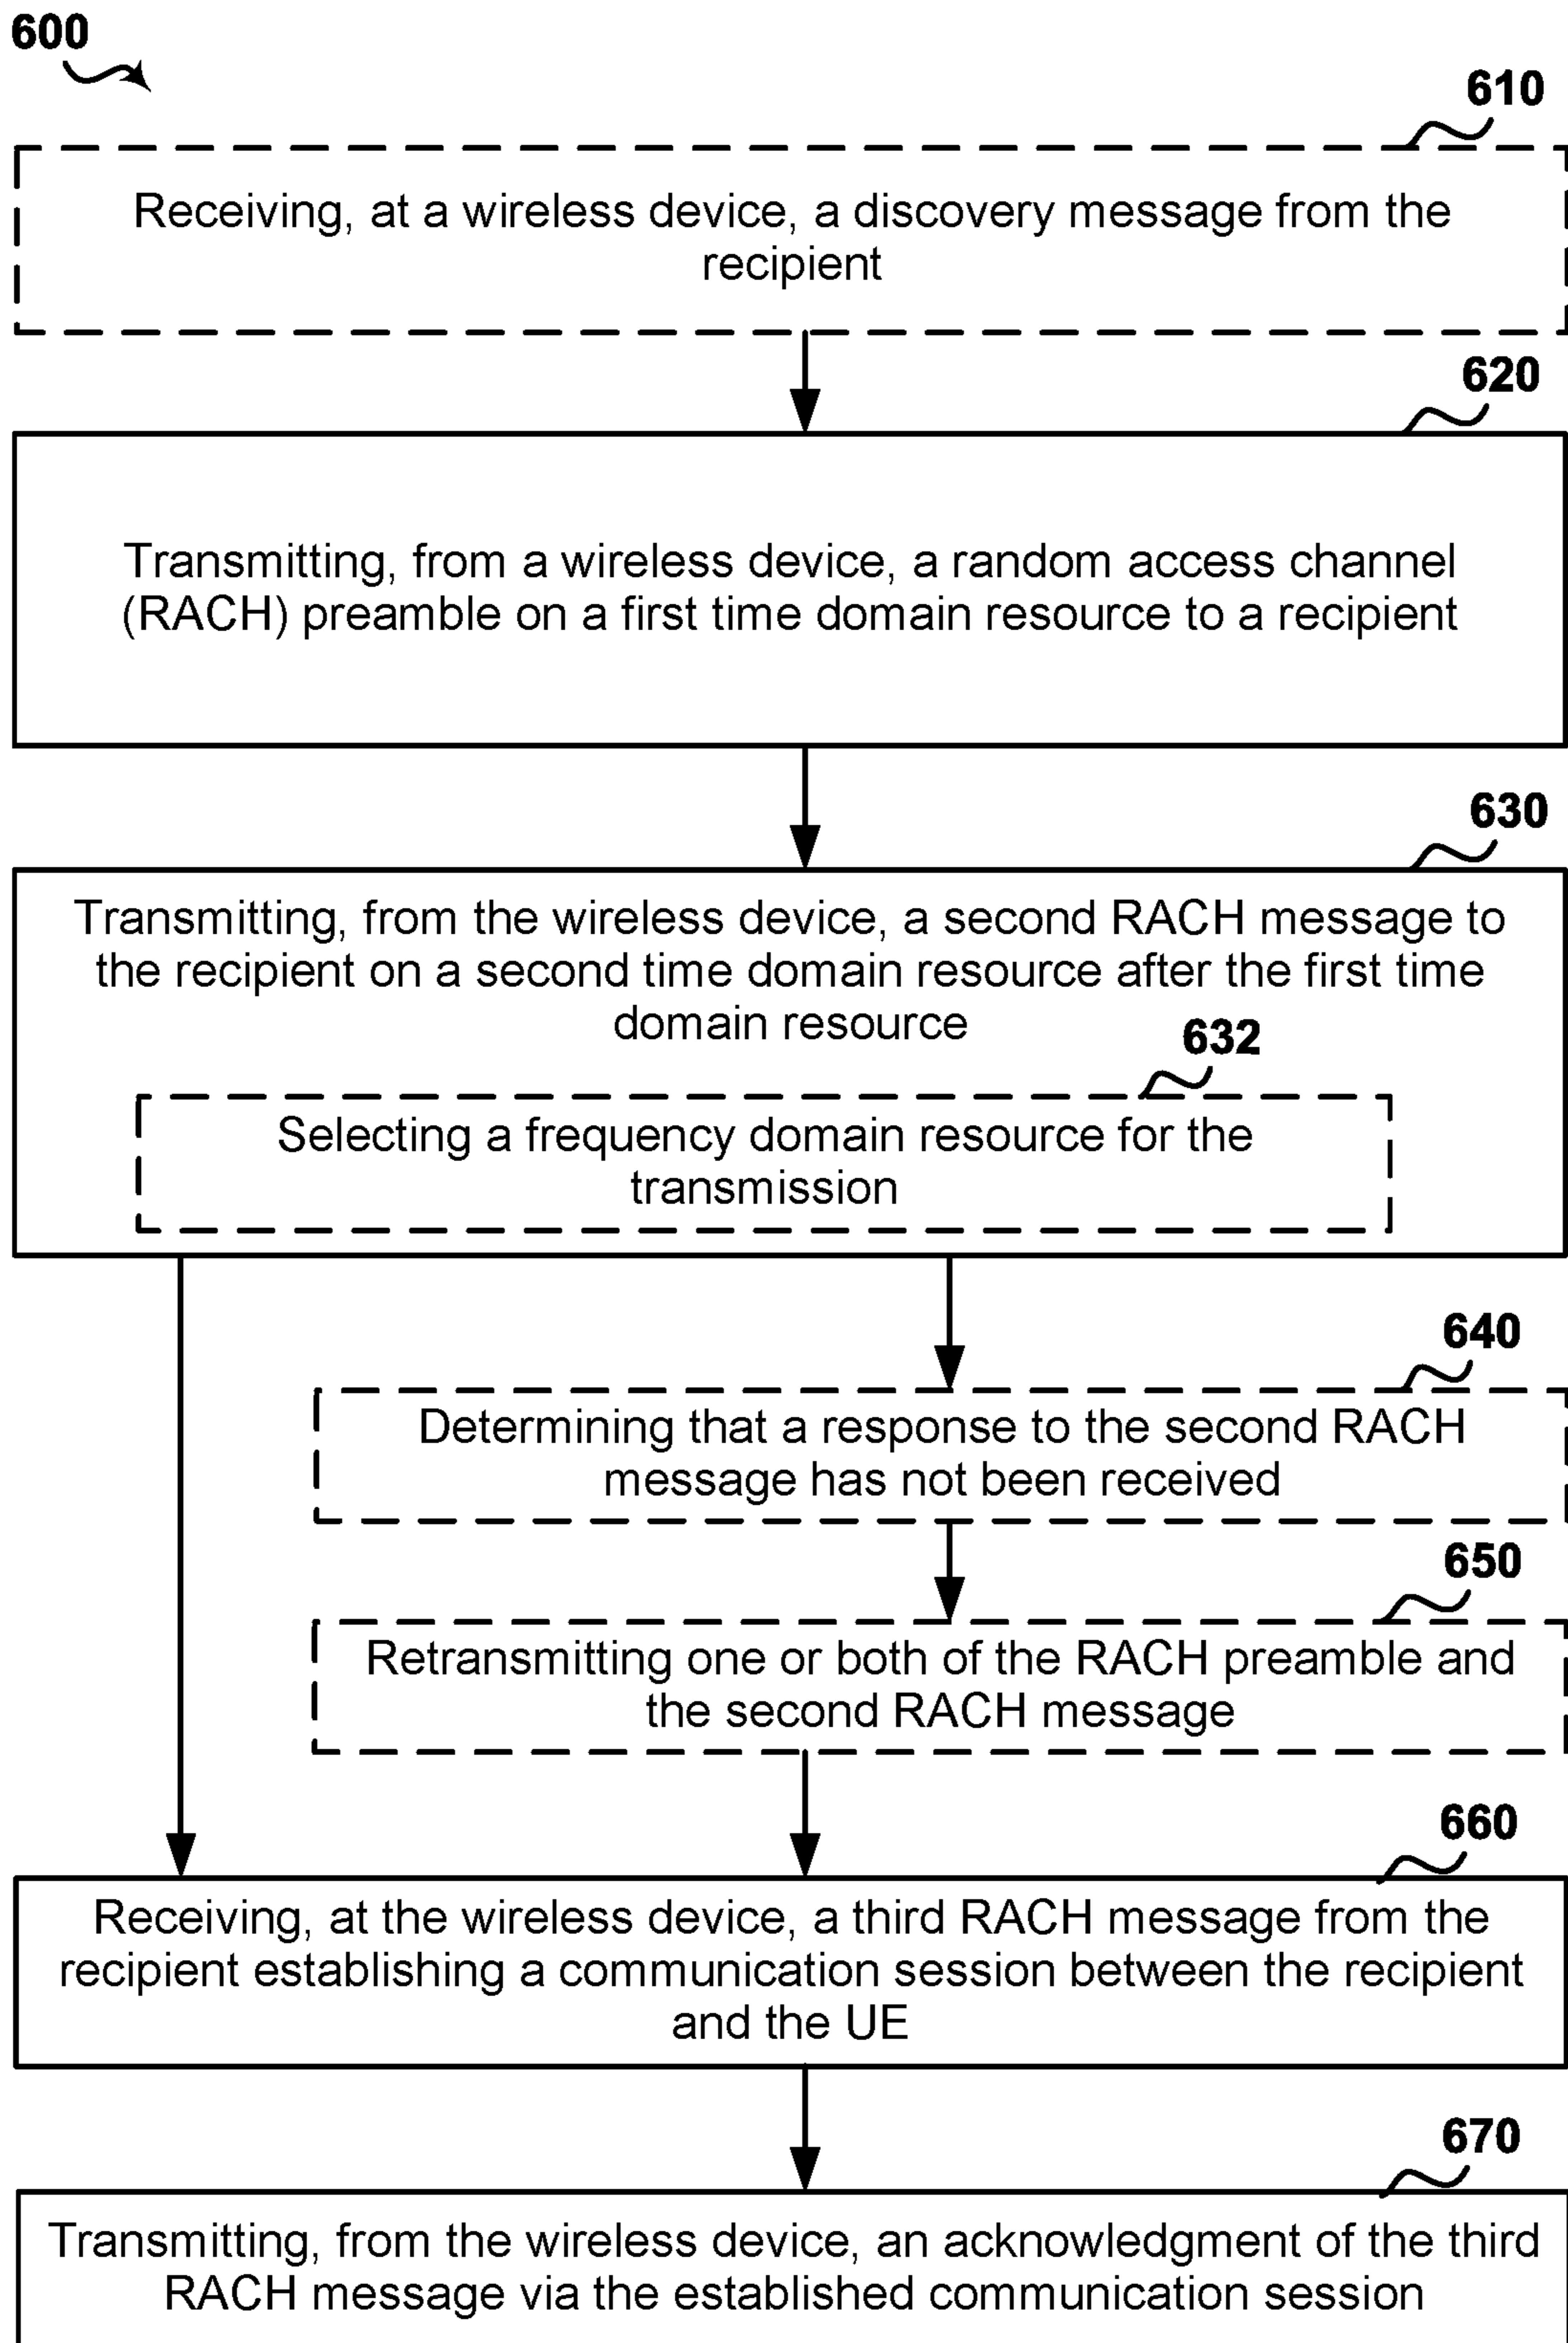 600
610
Receiving, at a wireless device, a discovery message from the
recipient
620
Transmitting, from a wireless device, a random access channel
(RACH) preamble on a first time domain resource to a recipient
630
Transmitting, from the wireless device, a second RACH message to
the recipient on a second time domain resource after the first time
domain resource
632
Selecting a frequency domain resource for the
transmission
640
Determining that a response to the second RACH
message has not been received
650
Retransmitting one or both of the RACH preamble and
the second RACH message
660
Receiving, at the wireless device, a third RACH message from the
recipient establishing a communication session between the recipient
and the UE
670
Transmitting, from the wireless device, an acknowledgment of the third
RACH message via the established communication session